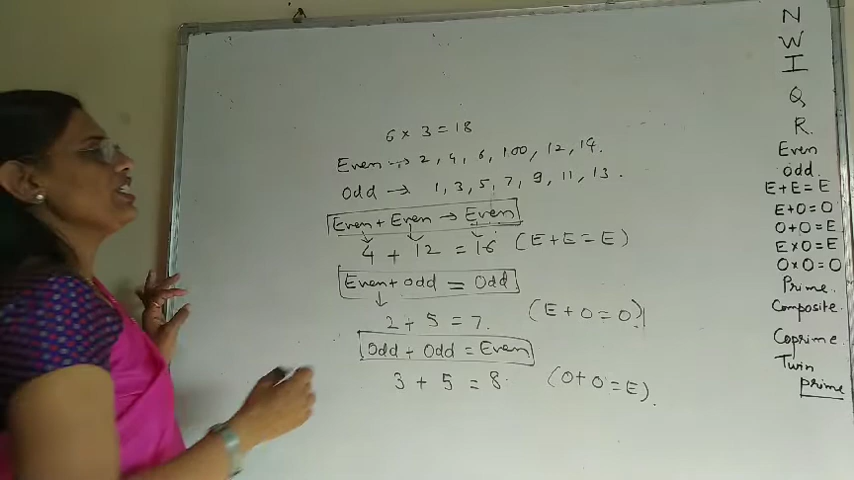 6 × 3 = 18
Even → 2, 4, 6, 100, 12, 14.
Odd → 1, 3, 5, 7, 9, 11, 13.
Even + Even → Even
4 + 12 = 16 (E+E = E)
Even + odd = Odd
2 + 5 = 7. (E + O = O)
Odd + Odd = Even
3 + 5 = 8. (O + O = E).
N
W
I
Q
R.
Even
odd
E+E = E
E+O = O
O+O = E
E×O = E
O×O = O
Prime.
Composite.
Coprime
Twin
prime